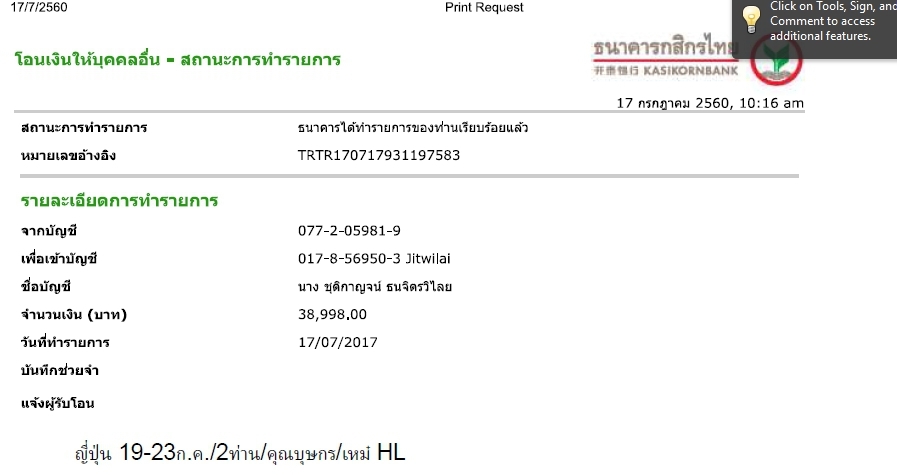 17/7/2560 Print Request
Click on Tools, Sign, and
Comment to access
additional features.
ธนาคารกสิกรไทย
开泰银行 KASIKORNBANK
โอนเงินให้บุคคลอื่น - สถานะการทำรายการ
17 กรกฎาคม 2560, 10:16 am
สถานะการทำรายการ ธนาคารได้ทำรายการของท่านเรียบร้อยแล้ว
หมายเลขอ้างอิง TRTR170717931197583
รายละเอียดการทำรายการ
จากบัญชี 077-2-05981-9
เพื่อเข้าบัญชี 017-8-56950-3 Jitwilai
ชื่อบัญชี นาง ชุติกาญจน์ ธนจิตรวิไลย
จำนวนเงิน (บาท) 38,998.00
วันที่ทำรายการ 17/07/2017
บันทึกช่วยจำ
แจ้งผู้รับโอน
ญี่ปุ่น 19-23ก.ค./2ท่าน/คุณบุษกร/เหม๋ HL